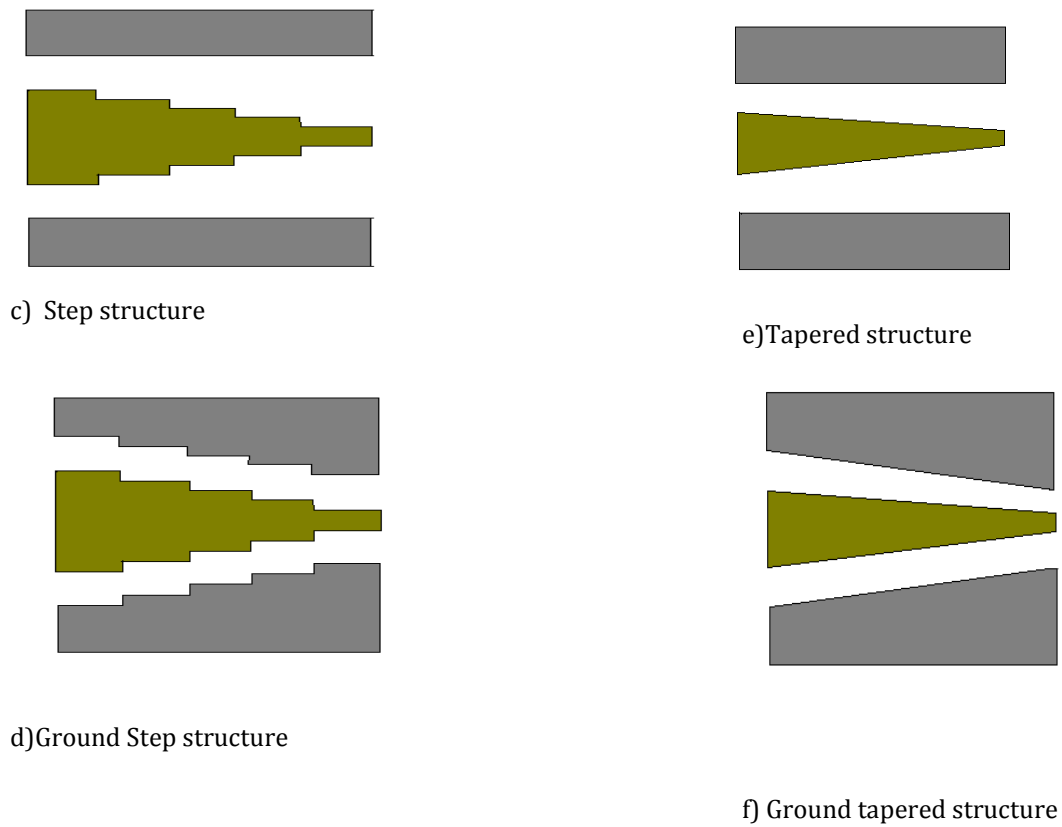 c) Step structure
e)Tapered structure
d)Ground Step structure
f) Ground tapered structure